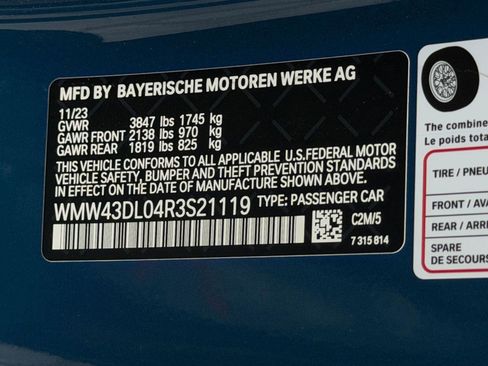 MFD BY BAYERISCHE MOTOREN WERKE AG
11/23
GVWR 3847 lbs 1745 kg
GAWR FRONT 2138 lbs 970 kg
GAWR REAR 1819 lbs 825 kg
THIS VEHICLE CONFORMS TO ALL APPLICABLE U.S.FEDERAL MOTOR
VEHICLE SAFETY, BUMPER AND THEFT PREVENTION STANDARDS
IN EFFECT ON THE DATE OF MANUFACTURE SHOWN ABOVE.
WMW43DL04R3S21119 TYPE: PASSENGER CAR
C2M/5
7 315 814
The combine
Le poids tota
TIRE / PNEU
FRONT / AVA
REAR / ARRI
SPARE
DE SECOURS